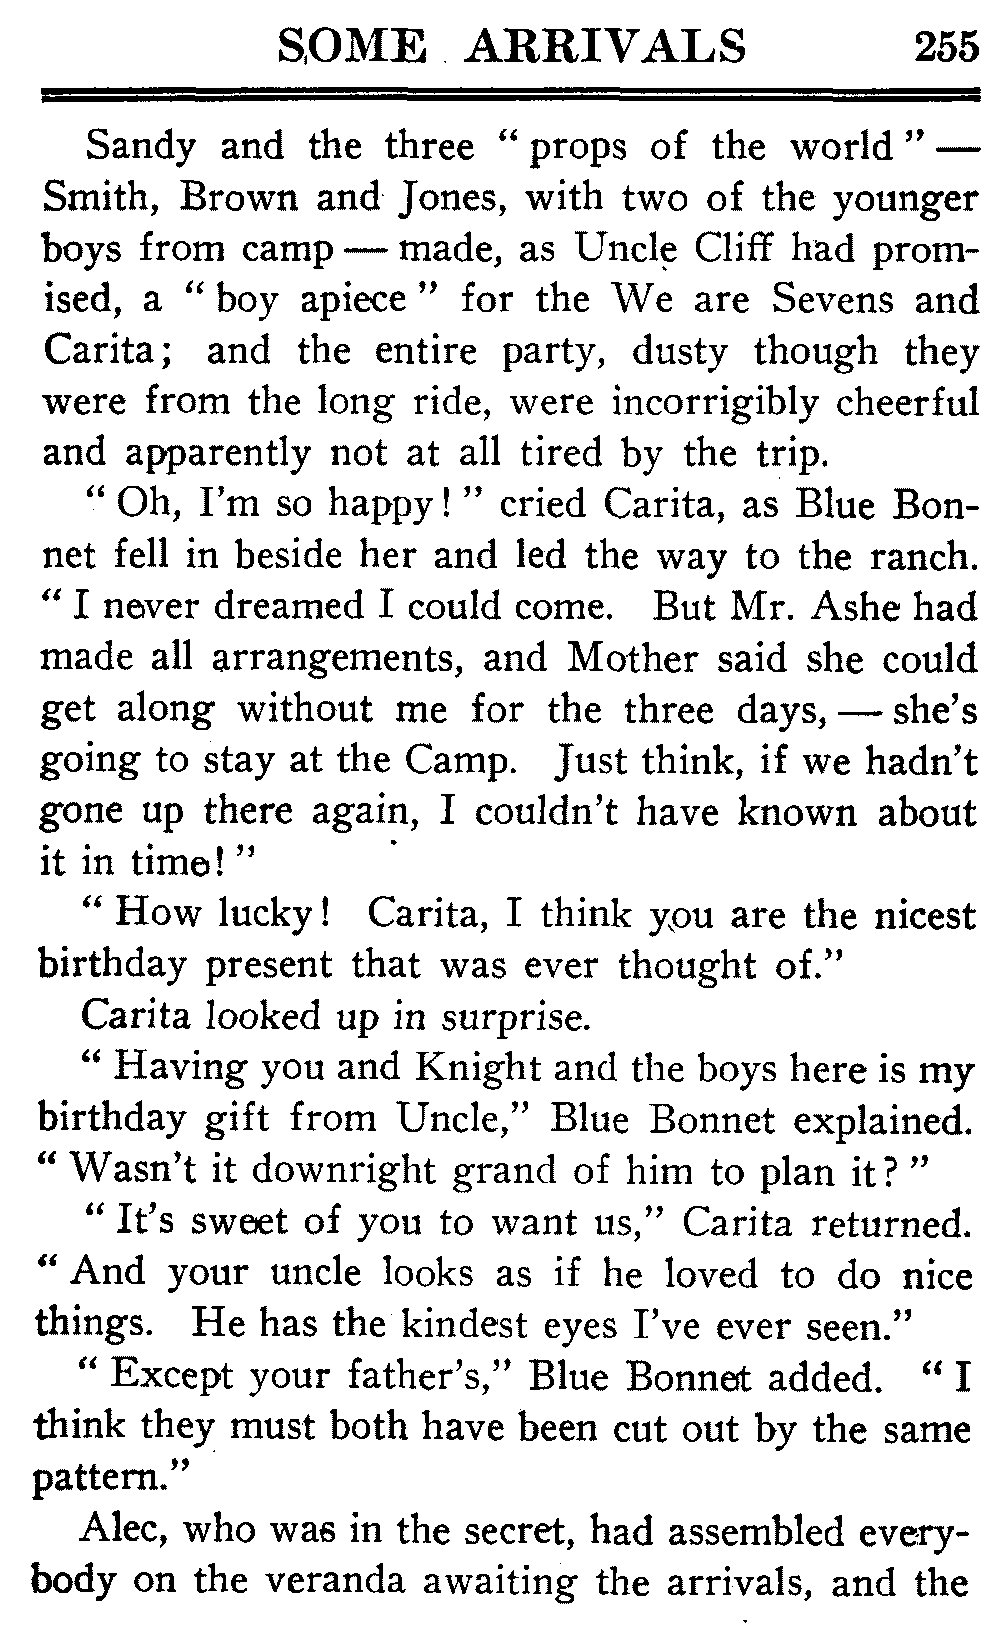 SOME ARRIVALS 255
Sandy and the three “ props of the world ” —
Smith, Brown and Jones, with two of the younger
boys from camp — made, as Uncle Cliff had prom-
ised, a “ boy apiece ” for the We are Sevens and
Carita; and the entire party, dusty though they
were from the long ride, were incorrigibly cheerful
and apparently not at all tired by the trip.
“ Oh, I'm so happy! ” cried Carita, as Blue Bon-
net fell in beside her and led the way to the ranch.
“ I never dreamed I could come. But Mr. Ashe had
made all arrangements, and Mother said she could
get along without me for the three days, — she's
going to stay at the Camp. Just think, if we hadn't
gone up there again, I couldn't have known about
it in time! ”
“ How lucky! Carita, I think you are the nicest
birthday present that was ever thought of.”
Carita looked up in surprise.
“ Having you and Knight and the boys here is my
birthday gift from Uncle,” Blue Bonnet explained.
“ Wasn't it downright grand of him to plan it? ”
“ It's sweet of you to want us,” Carita returned.
“ And your uncle looks as if he loved to do nice
things. He has the kindest eyes I've ever seen.”
“ Except your father's,” Blue Bonnet added. “ I
think they must both have been cut out by the same
pattern.”
Alec, who was in the secret, had assembled every-
body on the veranda awaiting the arrivals, and the